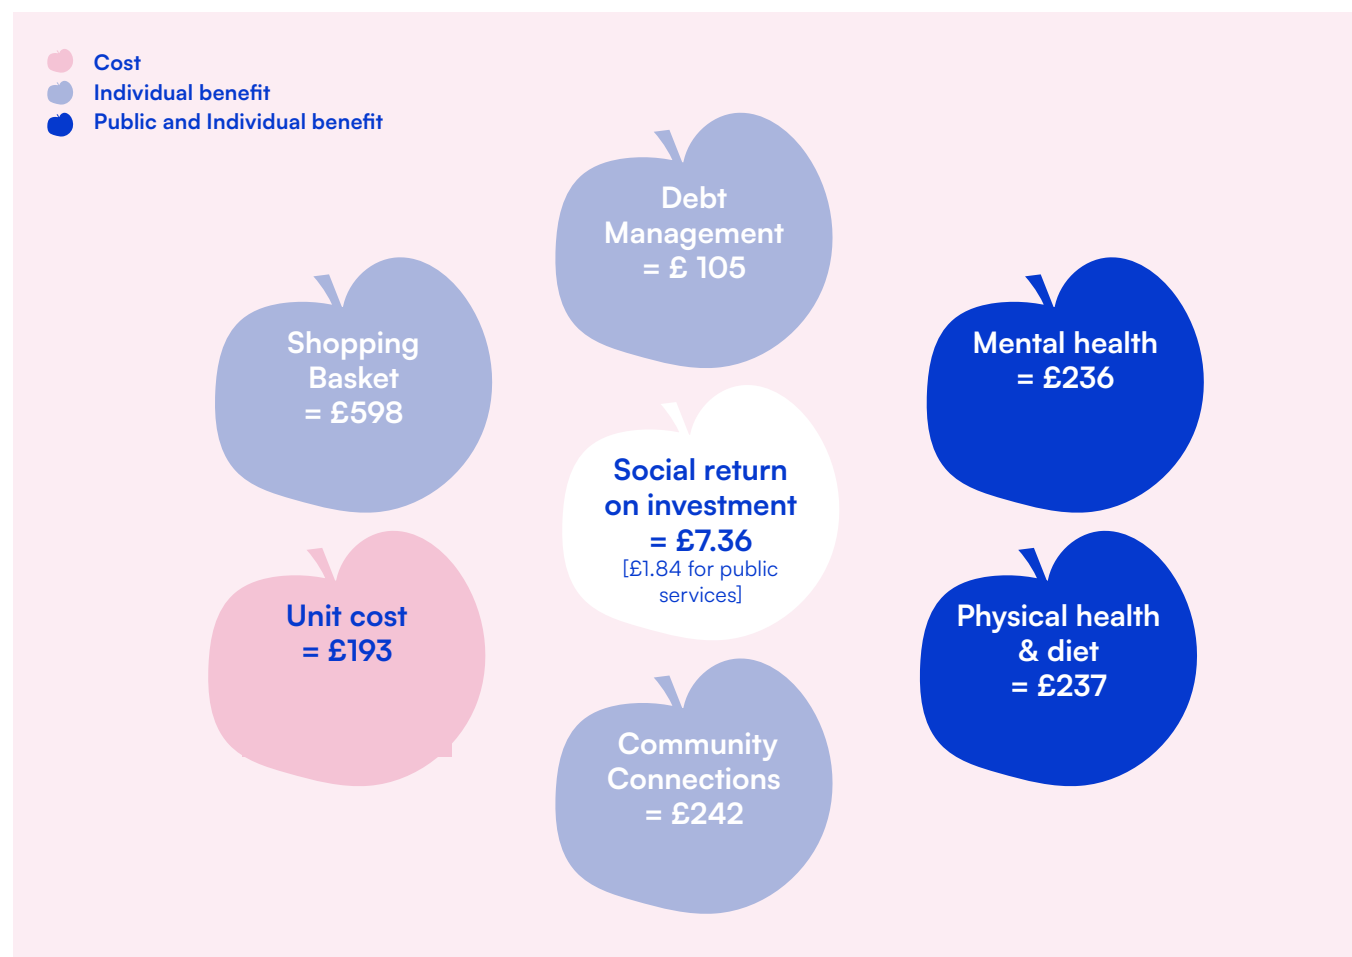 Cost
Individual benefit
Public and Individual benefit
Debt
Management
= £ 105
Shopping
Basket
= £598
Mental health
= £236
Social return
on investment
= £7.36
[£1.84 for public
services]
Unit cost
= £193
Physical health
& diet
= £237
Community
Connections
= £242